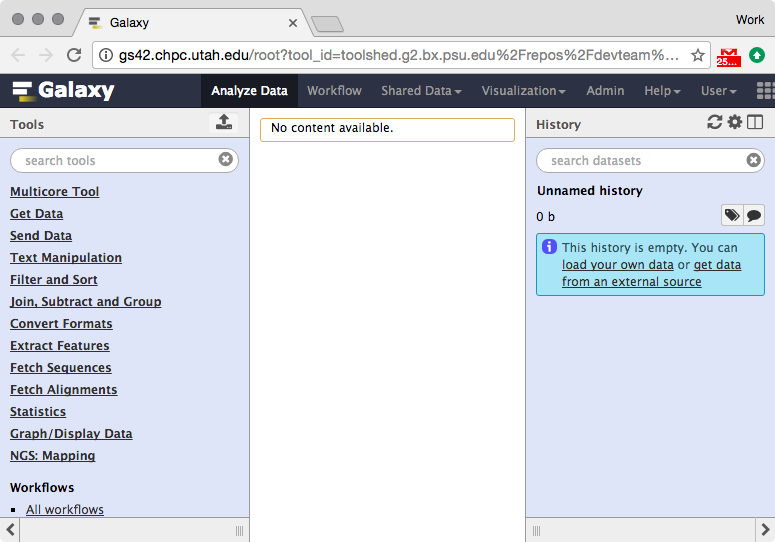 Galaxy
Work
gs42.chpc.utah.edu/root?tool_id=toolshed.g2.bx.psu.edu%2Frepos%2Fdevteam%...
25...
Galaxy
Analyze Data
Workflow
Shared Data
Visualization
Admin
Help
User
Tools
search tools
Multicore Tool
Get Data
Send Data
Text Manipulation
Filter and Sort
Join, Subtract and Group
Convert Formats
Extract Features
Fetch Sequences
Fetch Alignments
Statistics
Graph/Display Data
NGS: Mapping
Workflows
All workflows
No content available.
History
search datasets
Unnamed history
0 b
This history is empty. You can
load your own data or get data
from an external source